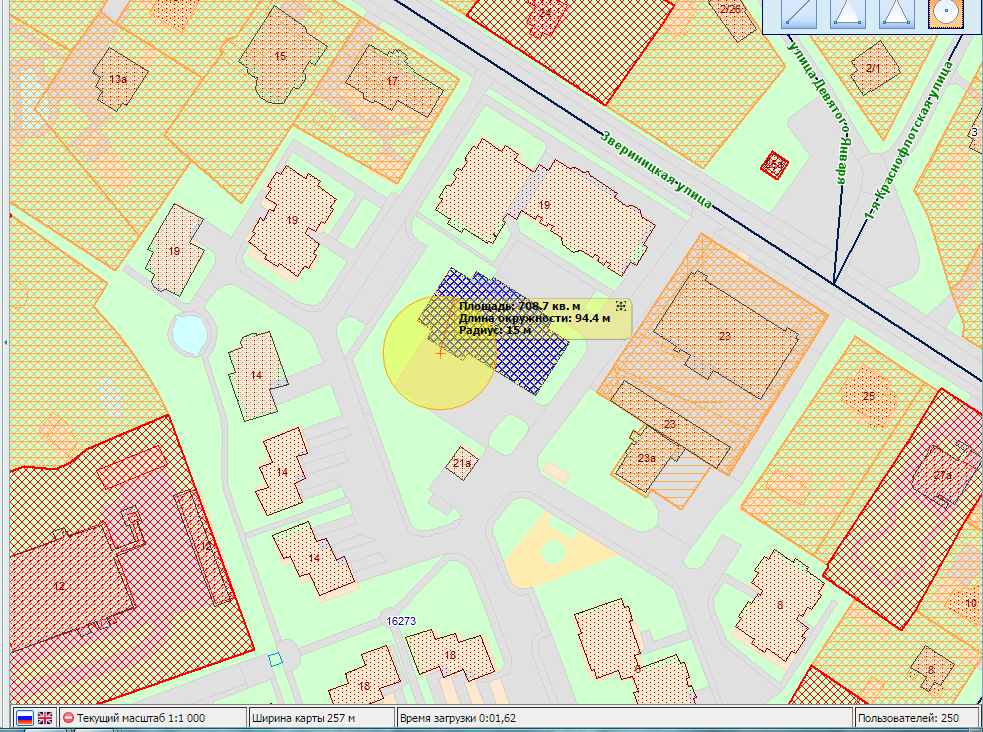 2/26
15
13а
17
2/1
улица Девятого Января
1-я Краснофлотская улица
3
Звериницкая улица
19
19
19
Площадь: 708.7 кв. м
Длина окружности: 94.4 м
Радиус: 15 м
23
14
25
23
23а
21а
27а
14
12
14
12
8
10
16273
18
18
8
Текущий масштаб 1:1 000
Ширина карты 257 м
Время загрузки 0:01,62
Пользователей: 250